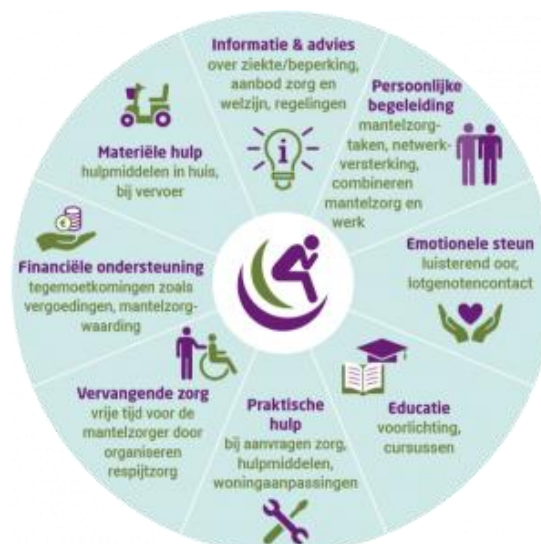 Informatie & advies
over ziekte/beperking,
aanbod zorg en
welzijn, regelingen
Persoonlijke
begeleiding
mantelzorg-
taken, netwerk-
versterking,
combineren
mantelzorg en
werk
Emotionele steun
luisterend oor,
lotgenotencontact
Educatie
voorlichting,
cursussen
Praktische
hulp
bij aanvragen zorg,
hulpmiddelen,
woningaanpassingen
Vervangende zorg
vrije tijd voor de
mantelzorger door
organiseren
respijtzorg
Financiële ondersteuning
tegemoetkomingen zoals
vergoedingen, mantelzorg-
waarding
Materiële hulp
hulpmiddelen in huis,
bij vervoer